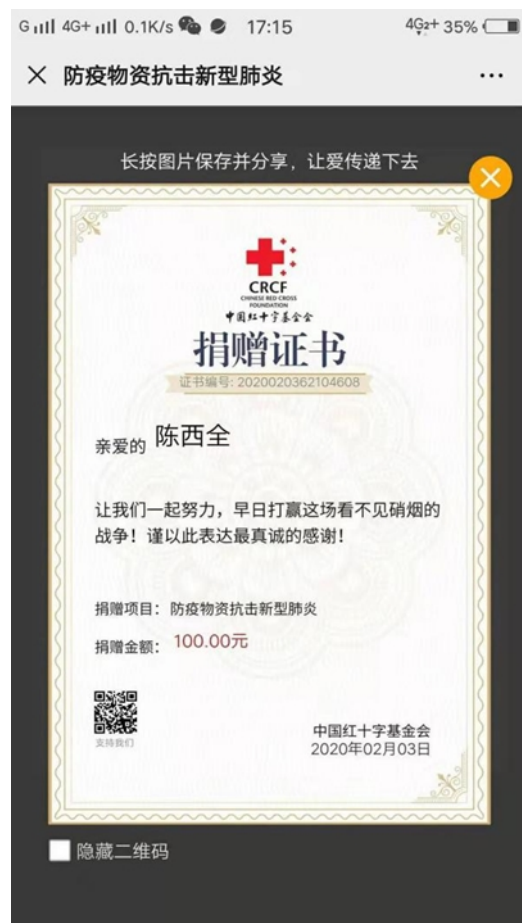 G 4G+ 0.1K/s 17:15 4G2+ 35%
× 防疫物资抗击新型肺炎 ...
长按图片保存并分享，让爱传递下去
CRCF
CHINESE RED CROSS
FOUNDATION
中国红十字基金会
捐赠证书
证书编号: 2020020362104608
亲爱的 陈西全
让我们一起努力，早日打赢这场看不见硝烟的
战争！谨以此表达最真诚的感谢！
捐赠项目：防疫物资抗击新型肺炎
捐赠金额：100.00元
支持我们
中国红十字基金会
2020年02月03日
隐藏二维码